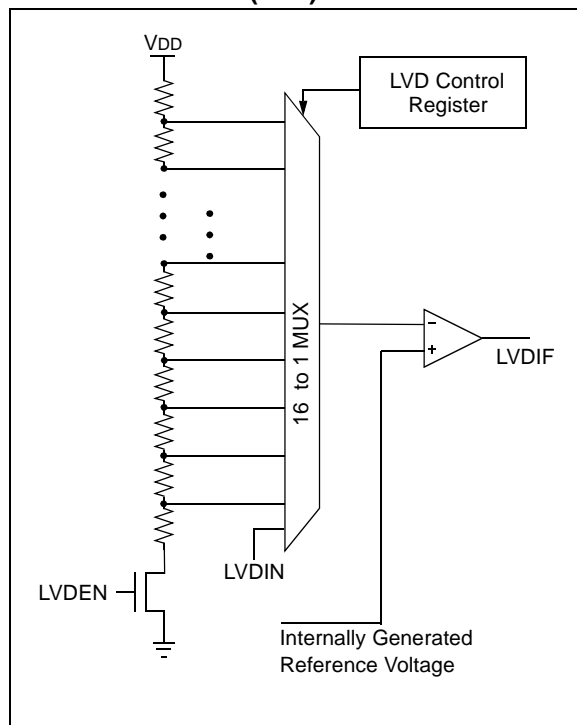 VDD
LVD Control
Register
16 to 1 MUX
–
+
LVDIF
LVDIN
LVDEN
Internally Generated
Reference Voltage